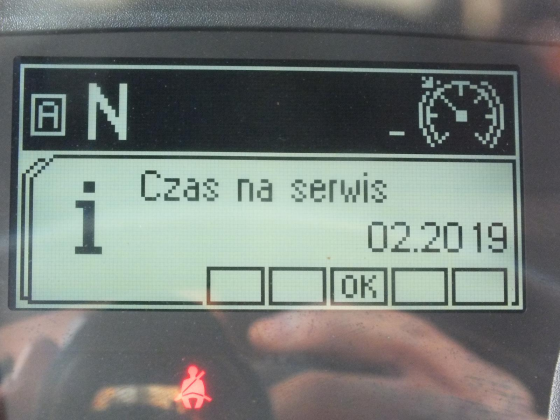 A N
-
Czas na serwis
i
02.2019
OK